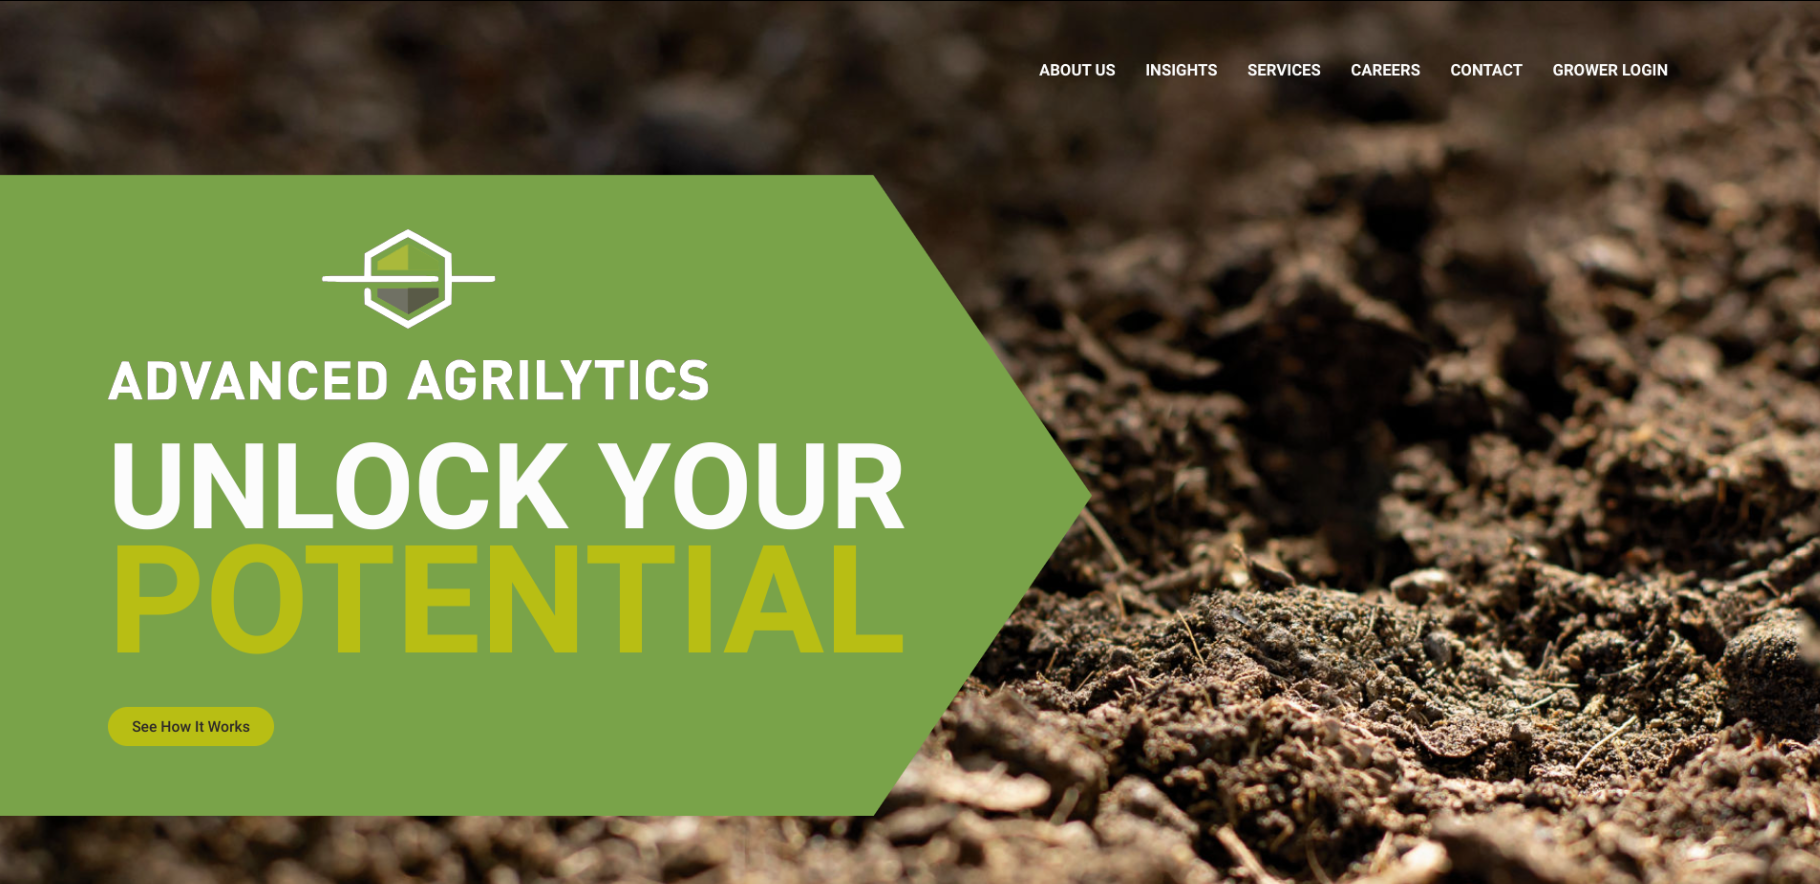 ABOUT US
INSIGHTS
SERVICES
CAREERS
CONTACT
GROWER LOGIN
ADVANCED AGRILYTICS
UNLOCK YOUR
POTENTIAL
See How It Works